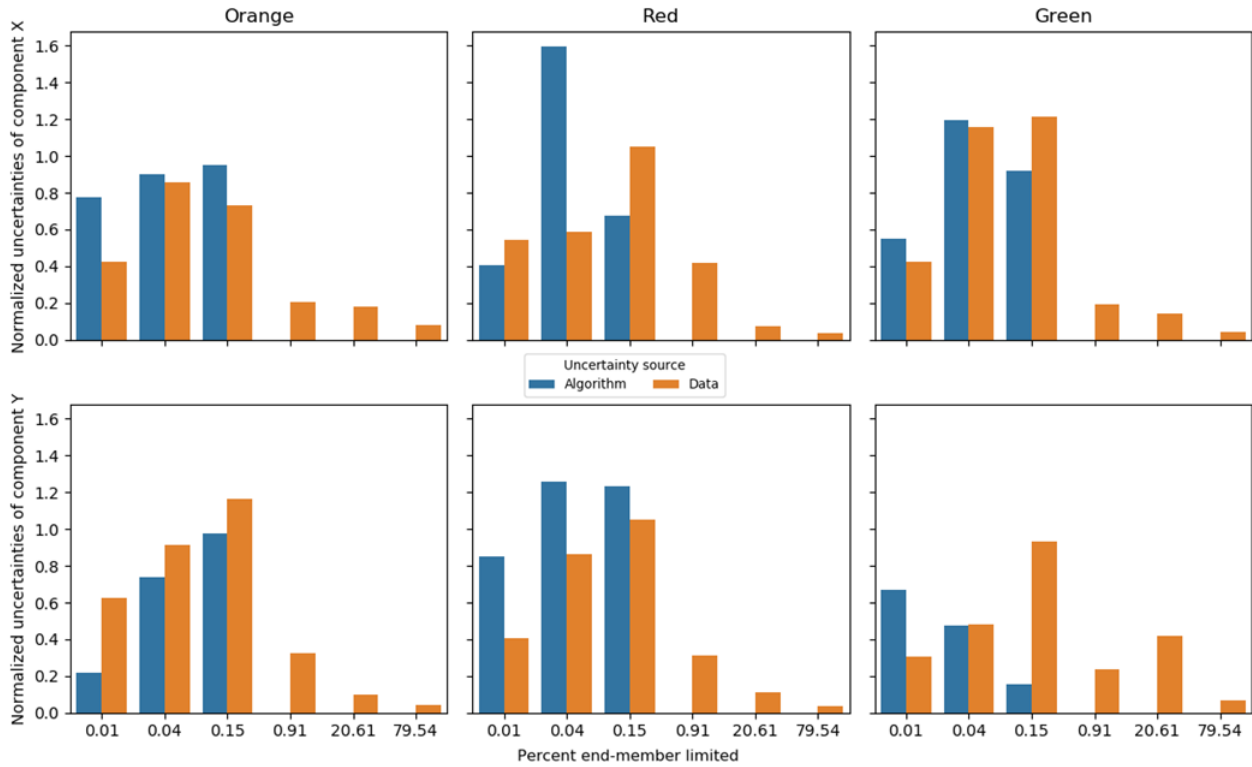 Orange Red Green
Normalized uncertainties of component X
1.6
1.4
1.2
1.0
0.8
0.6
0.4
0.2
0.0
Uncertainty source
Algorithm Data
Normalized uncertainties of component Y
1.6
1.4
1.2
1.0
0.8
0.6
0.4
0.2
0.0
0.01 0.04 0.15 0.91 20.61 79.54 0.01 0.04 0.15 0.91 20.61 79.54 0.01 0.04 0.15 0.91 20.61 79.54
Percent end-member limited